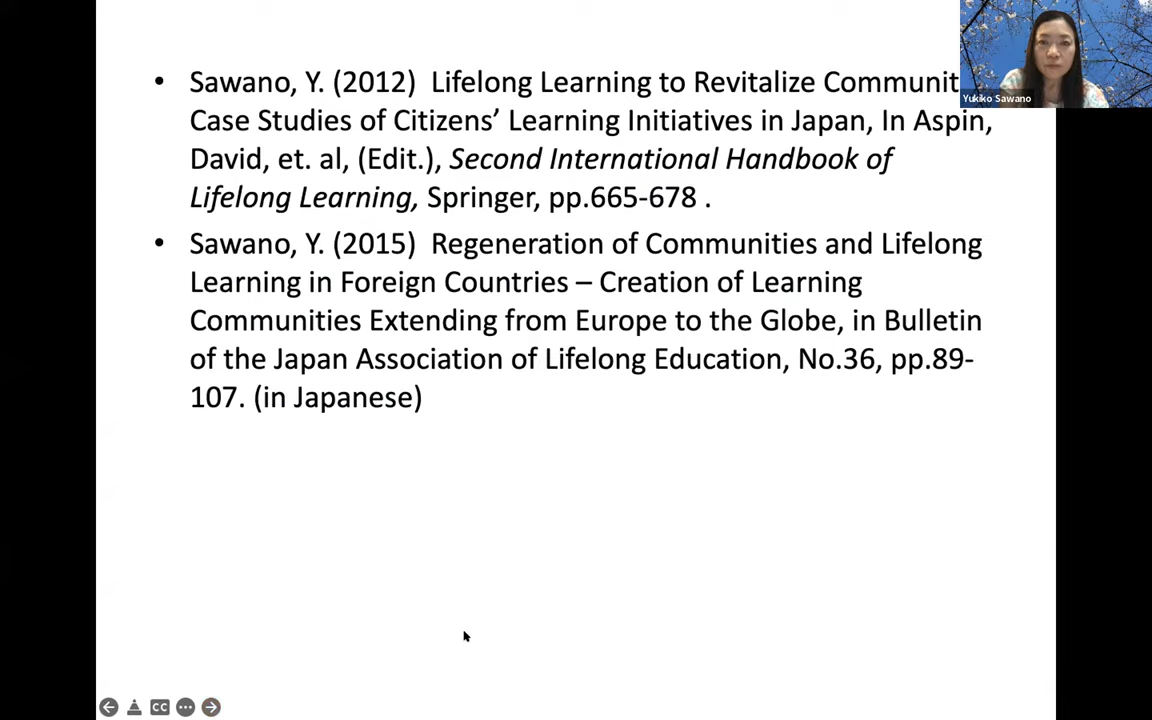 • Sawano, Y. (2012) Lifelong Learning to Revitalize
Case Studies of Citizens’ Learning Initiatives in Japan, In Aspin,
David, et. al, (Edit.), Second International Handbook of
Lifelong Learning, Springer, pp.665-678 .
• Sawano, Y. (2015) Regeneration of Communities and Lifelong
Learning in Foreign Countries – Creation of Learning
Communities Extending from Europe to the Globe, in Bulletin
of the Japan Association of Lifelong Education, No.36, pp.89-
107. (in Japanese)
Yukiko Sawano
CC